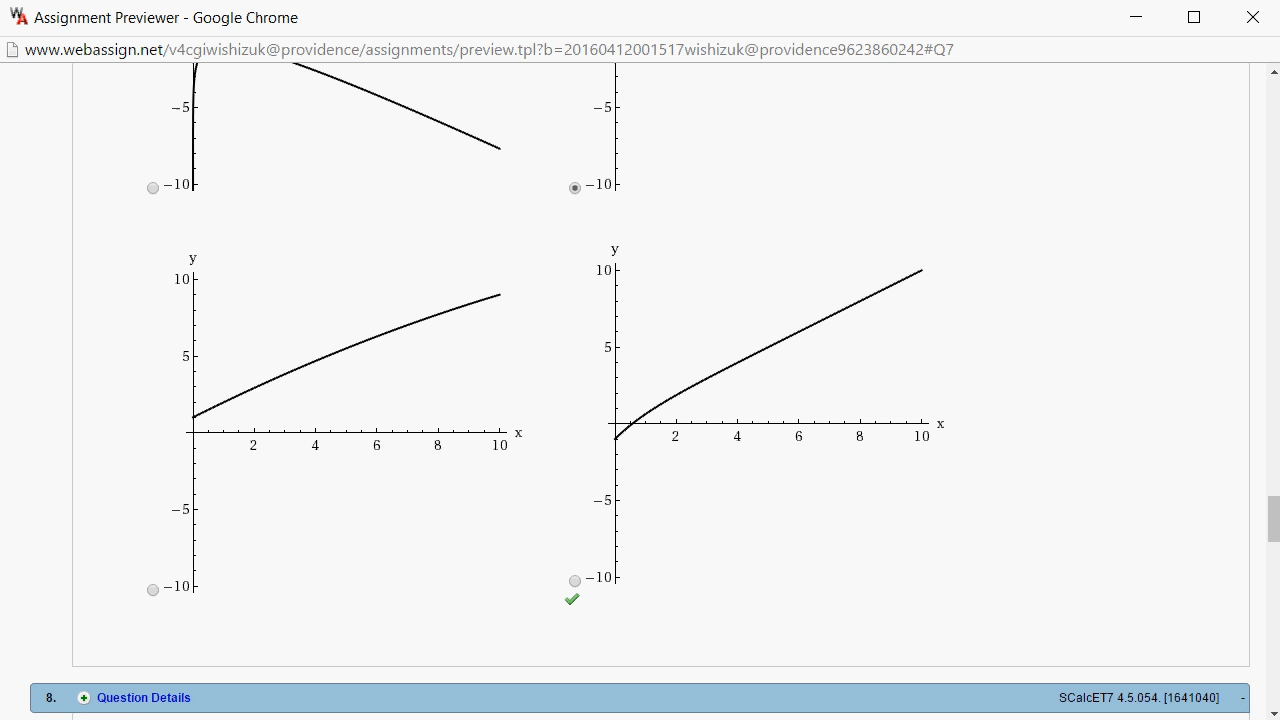 Assignment Previewer - Google Chrome
www.webassign.net/v4cgiwishizuk@providence/assignments/preview.tpl?b=20160412001517wishizuk@providence9623860242#Q7
−5
−10
−5
−10
y
10
5
2 4 6 8 10 x
−5
−10
y
10
5
2 4 6 8 10 x
−5
−10
8. Question Details SCalcET7 4.5.054. [1641040] -